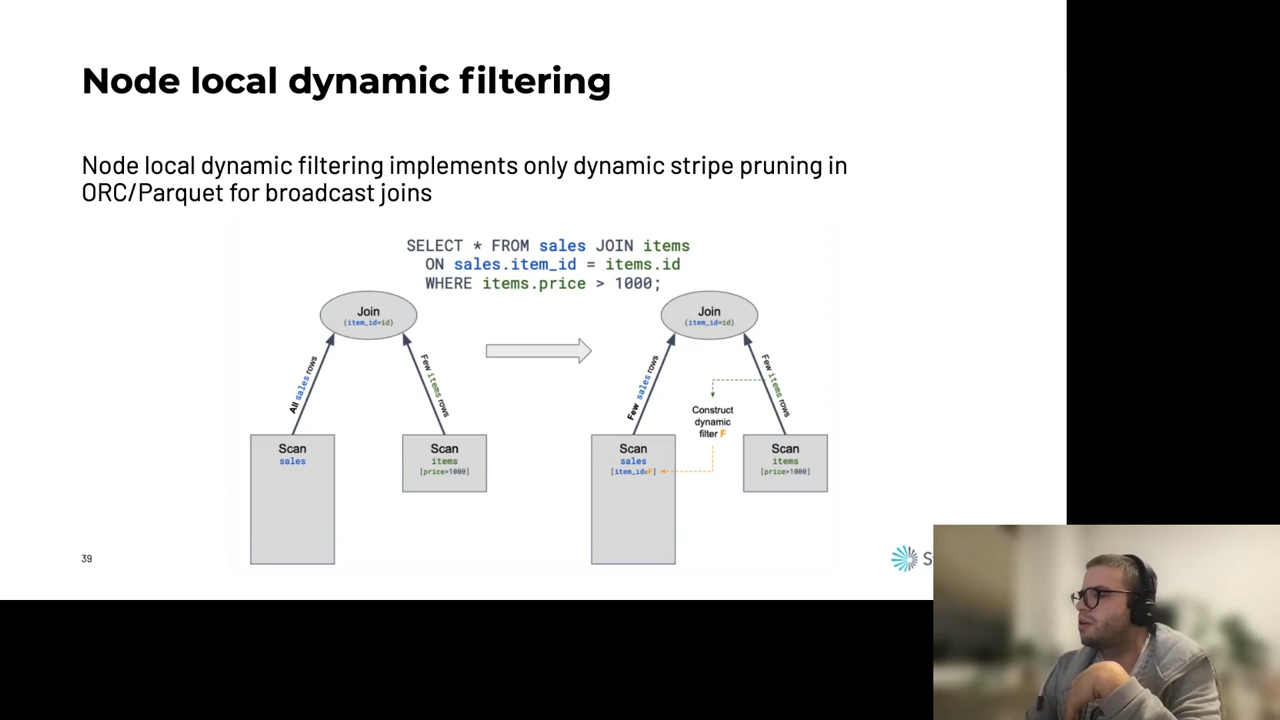 Node local dynamic filtering
Node local dynamic filtering implements only dynamic stripe pruning in
ORC/Parquet for broadcast joins
SELECT * FROM sales JOIN items
ON sales.item_id = items.id
WHERE items.price > 1000;
Join
(item_id=id)
All sales rows
Few items rows
Scan
sales
Scan
items
[price>1000]
Join
(item_id=id)
Few sales rows
Few items rows
Construct
dynamic
filter F
Scan
sales
[item_id∈F]
Scan
items
[price>1000]
39
S